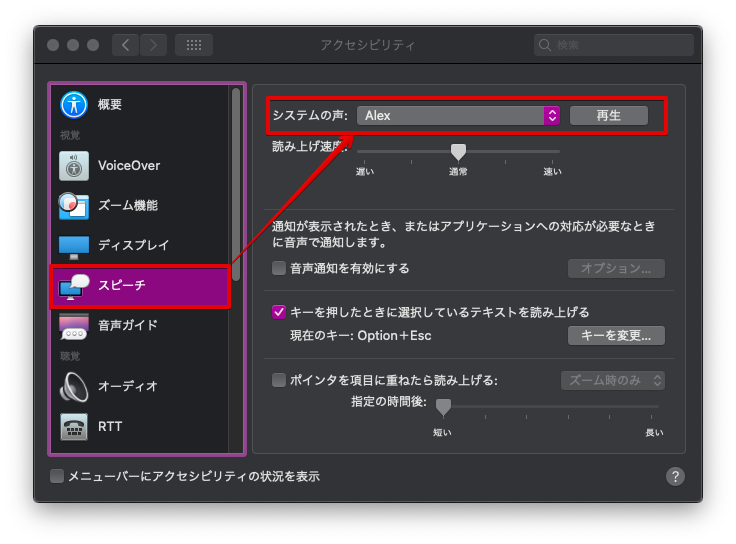 アクセシビリティ
検索
概要
視覚
VoiceOver
ズーム機能
ディスプレイ
スピーチ
音声ガイド
聴覚
オーディオ
RTT
システムの声: Alex 再生
読み上げ速度:
遅い 通常 速い
通知が表示されたとき、またはアプリケーションへの対応が必要なとき
に音声で通知します。
音声通知を有効にする オプション...
キーを押したときに選択しているテキストを読み上げる
現在のキー: Option+Esc キーを変更...
ポインタを項目に重ねたら読み上げる: ズーム時のみ
指定の時間後:
短い 長い
メニューバーにアクセシビリティの状況を表示 ?